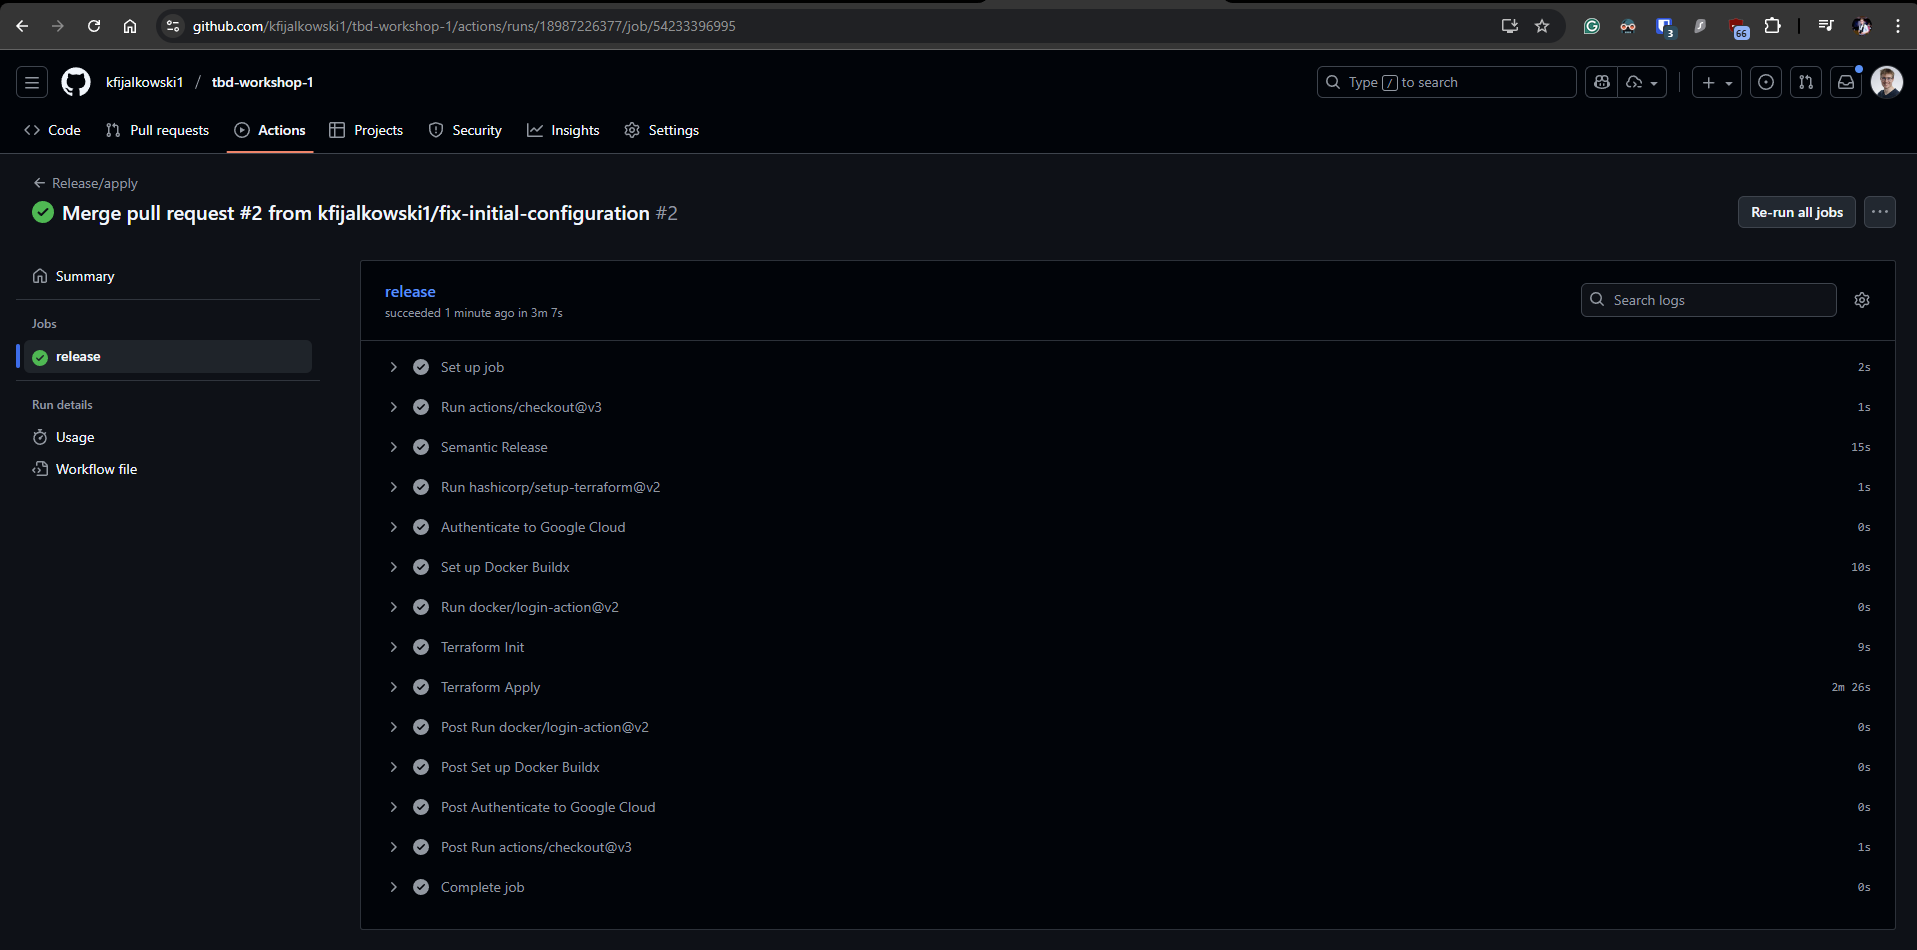 github.com/kfijalkowski1/tbd-workshop-1/actions/runs/18987226377/job/54233396995
3
66
kfijalkowski1 / tbd-workshop-1
Type / to search
Code
Pull requests
Actions
Projects
Security
Insights
Settings
Release/apply
Merge pull request #2 from kfijalkowski1/fix-initial-configuration #2
Re-run all jobs
Summary
Jobs
release
Run details
Usage
Workflow file
release
succeeded 1 minute ago in 3m 7s
Search logs
Set up job 2s
Run actions/checkout@v3 1s
Semantic Release 15s
Run hashicorp/setup-terraform@v2 1s
Authenticate to Google Cloud 0s
Set up Docker Buildx 10s
Run docker/login-action@v2 0s
Terraform Init 9s
Terraform Apply 2m 26s
Post Run docker/login-action@v2 0s
Post Set up Docker Buildx 0s
Post Authenticate to Google Cloud 0s
Post Run actions/checkout@v3 1s
Complete job 0s